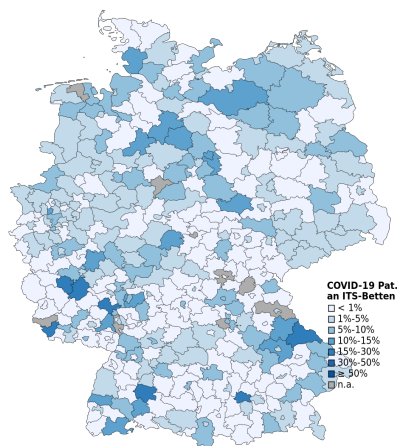 COVID-19 Pat.
an ITS-Betten
< 1%
1%-5%
5%-10%
10%-15%
15%-30%
30%-50%
≥ 50%
n.a.